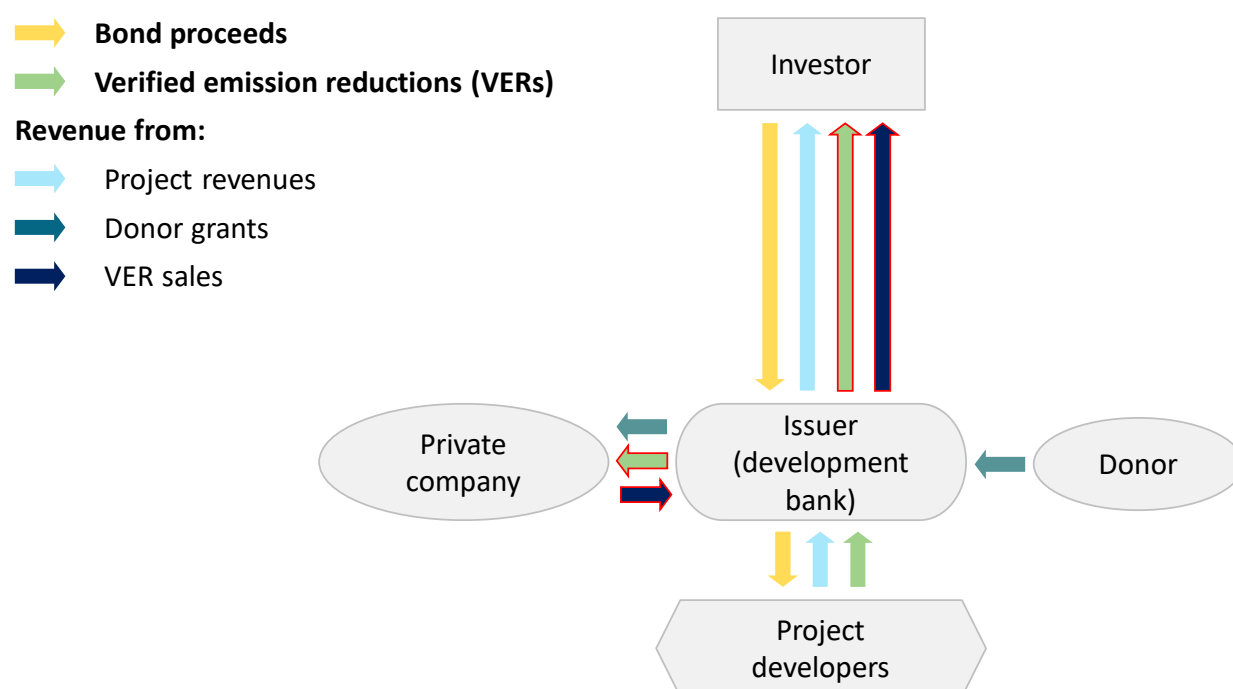 Bond proceeds
Verified emission reductions (VERs)
Revenue from:
Project revenues
Donor grants
VER sales
Investor
Private
company
Issuer
(development
bank)
Donor
Project
developers